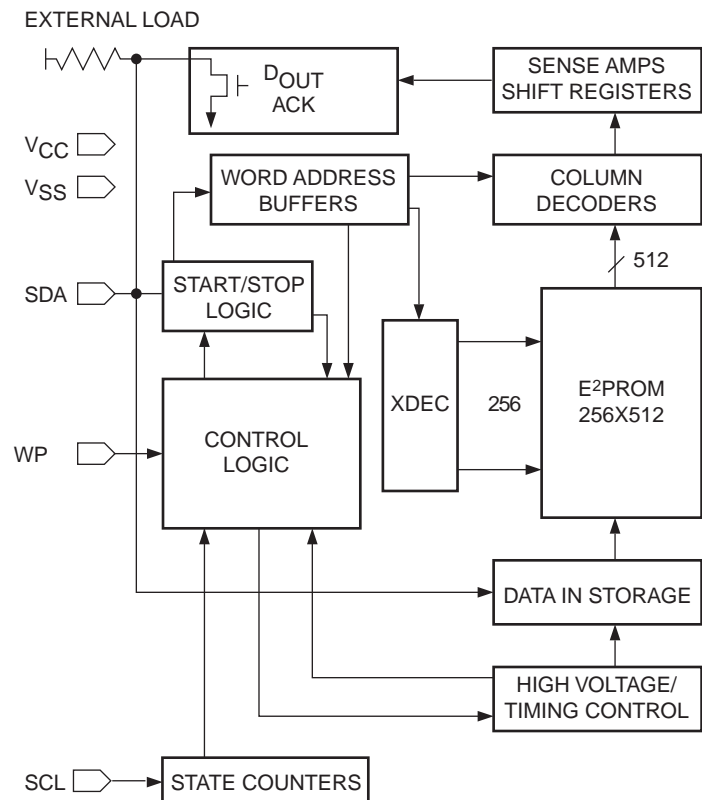 EXTERNAL LOAD
DOUT
ACK
SENSE AMPS
SHIFT REGISTERS
VCC
VSS
WORD ADDRESS
BUFFERS
COLUMN
DECODERS
512
SDA
START/STOP
LOGIC
XDEC
256
E2PROM
256X512
WP
CONTROL
LOGIC
DATA IN STORAGE
HIGH VOLTAGE/
TIMING CONTROL
SCL
STATE COUNTERS